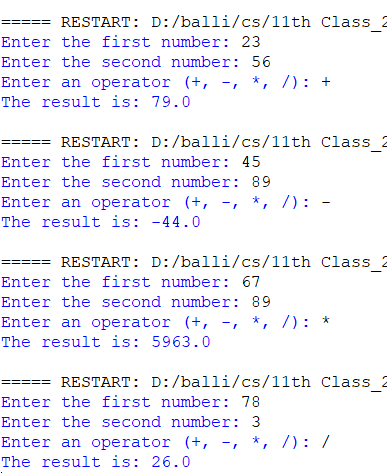 ===== RESTART: D:/balli/cs/11th Class_2
Enter the first number: 23
Enter the second number: 56
Enter an operator (+, -, *, /): +
The result is: 79.0
===== RESTART: D:/balli/cs/11th Class_2
Enter the first number: 45
Enter the second number: 89
Enter an operator (+, -, *, /): -
The result is: -44.0
===== RESTART: D:/balli/cs/11th Class_2
Enter the first number: 67
Enter the second number: 89
Enter an operator (+, -, *, /): *
The result is: 5963.0
===== RESTART: D:/balli/cs/11th Class_2
Enter the first number: 78
Enter the second number: 3
Enter an operator (+, -, *, /): /
The result is: 26.0